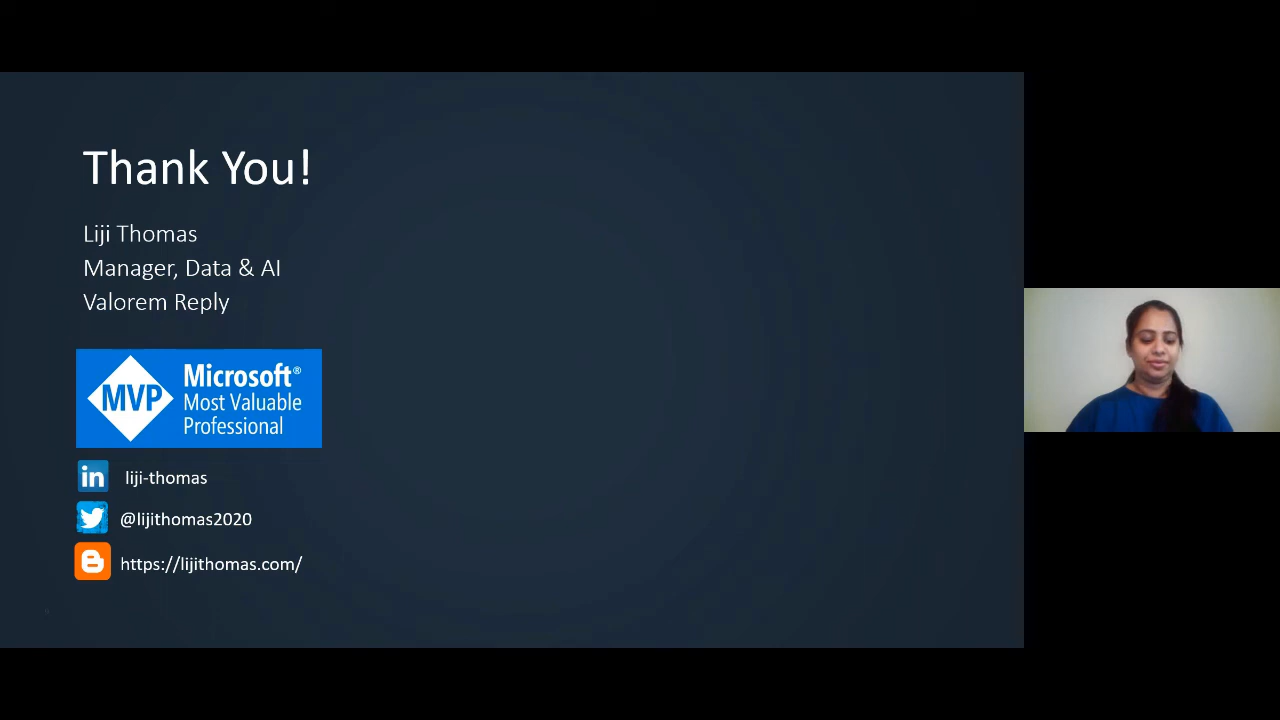 Thank You!
Liji Thomas
Manager, Data & AI
Valorem Reply
MVP
Microsoft®
Most Valuable
Professional
in liji-thomas
@lijithomas2020
https://lijithomas.com/